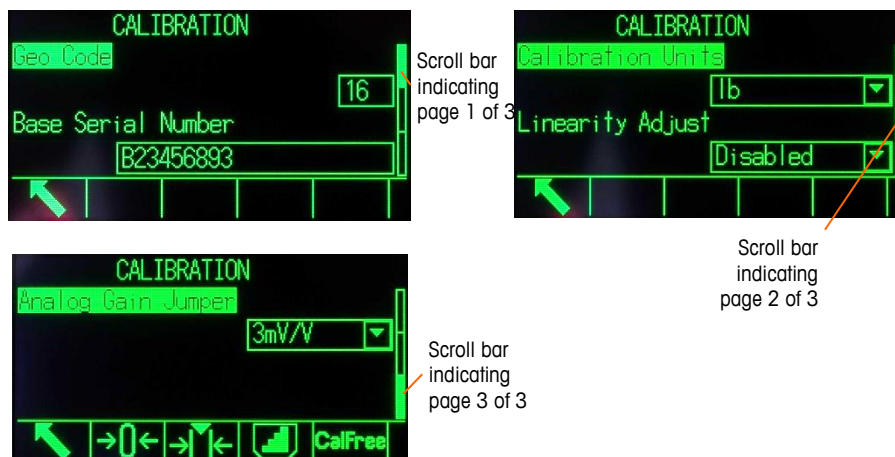 CALIBRATION
Geo Code
16
Base Serial Number
B23456893
Scroll bar
indicating
page 1 of 3
CALIBRATION
Calibration Units
lb
Linearity Adjust
Disabled
Scroll bar
indicating
page 2 of 3
CALIBRATION
Analog Gain Jumper
3mV/V
→0←
CalFree
Scroll bar
indicating
page 3 of 3